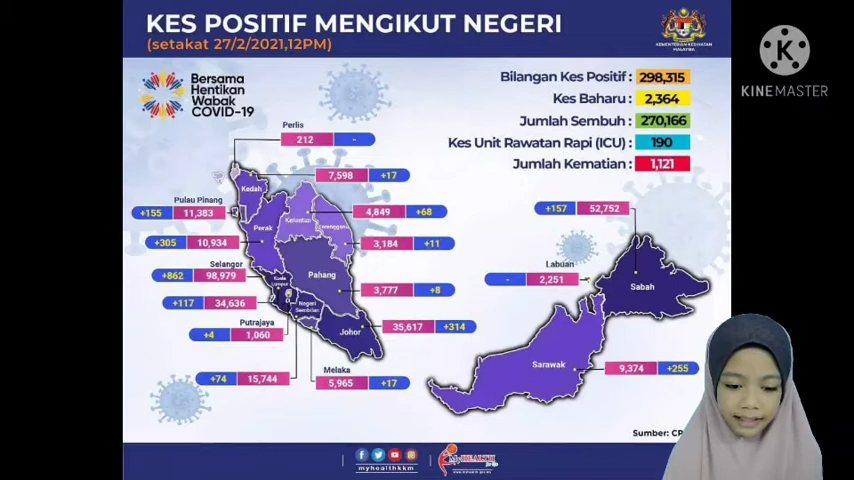 KES POSITIF MENGIKUT NEGERI
(setakat 27/2/2021,12PM)
KEMENTERIAN KESIHATAN
MALAYSIA
K
KINEMASTER
Bersama
Hentikan
Wabak
COVID-19
Bilangan Kes Positif : 298,315
Kes Baharu : 2,364
Jumlah Sembuh : 270,166
Kes Unit Rawatan Rapi (ICU) : 190
Jumlah Kematian : 1,121
Perlis
212 -
7,598 +17
Kedah
Pulau Pinang
+155 11,383
4,849 +68
Kelantan
Terengganu
Perak
+305 10,934
3,184 +11
Selangor
+862 98,979
Kuala
Lumpur
Pahang
3,777 +8
+117 34,636
Negeri
Sembilan
Putrajaya
+4 1,060
Johor
35,617 +314
Melaka
+74 15,744
5,965 +17
+157 52,752
Labuan
- 2,251
Sabah
Sarawak
9,374 +255
Sumber: CP
myhealthkkm
MyHEALTH